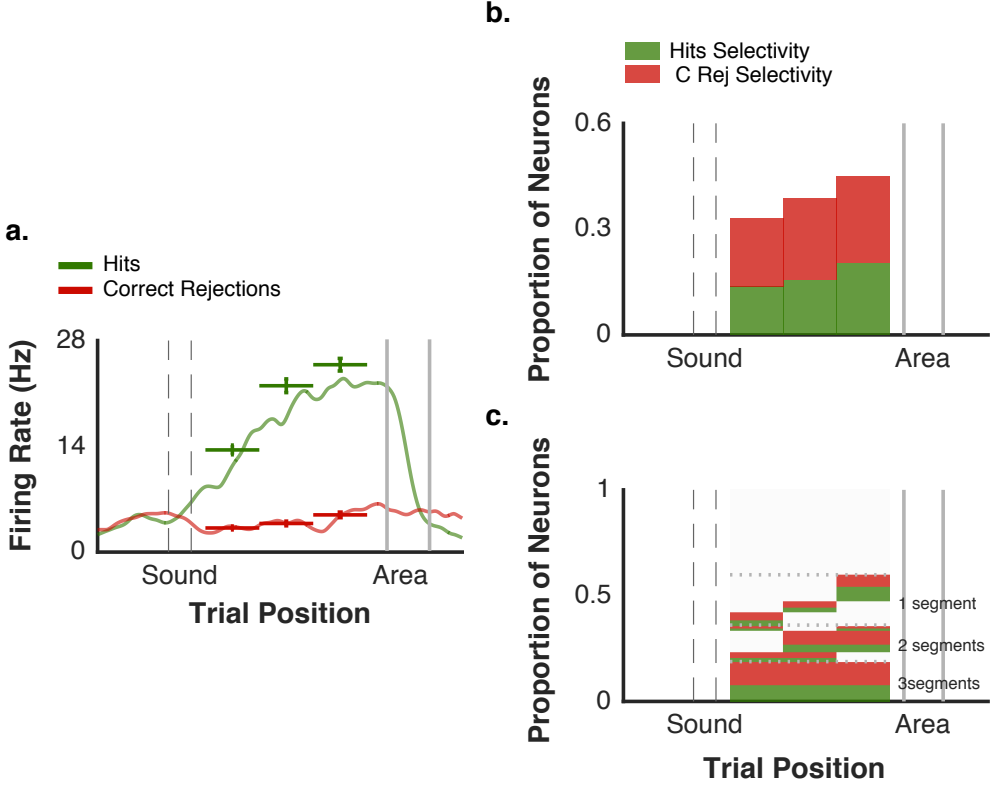 a.
Hits
Correct Rejections
Firing Rate (Hz)
28
14
0
Sound
Area
Trial Position
b.
Hits Selectivity
C Rej Selectivity
Proportion of Neurons
0.6
0.3
0
Sound
Area
c.
Proportion of Neurons
1
0.5
0
1 segment
2 segments
3segments
Sound
Area
Trial Position